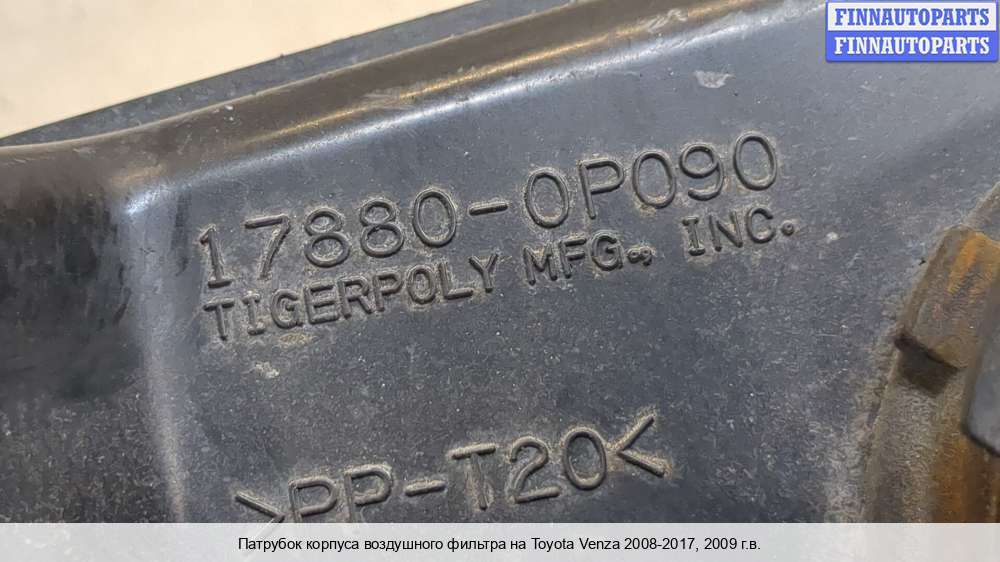 FINNAUTOPARTS
FINNAUTOPARTS
17880-0P090
TIGERPOLY MFG., INC.
>PP-T20<
Патрубок корпуса воздушного фильтра на Toyota Venza 2008-2017, 2009 г.в.